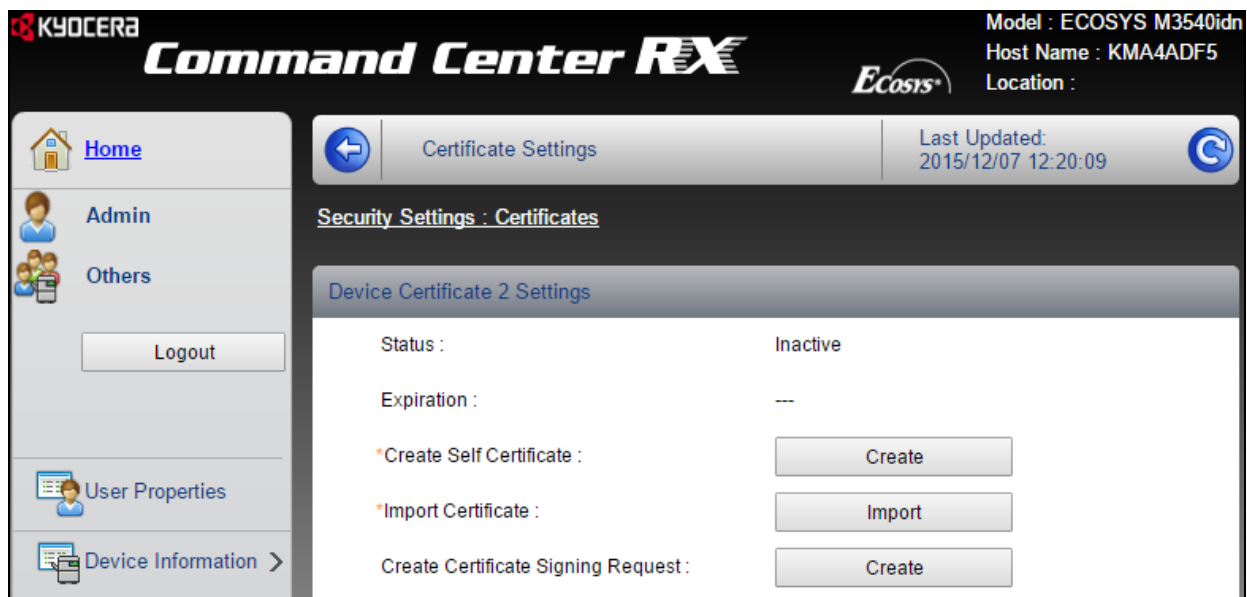 KYOCERA
Command Center RX
Ecosys
Model : ECOSYS M3540idn
Host Name : KMA4ADF5
Location :
Home
Admin
Others
Logout
User Properties
Device Information
Certificate Settings
Last Updated:
2015/12/07 12:20:09
Security Settings : Certificates
Device Certificate 2 Settings
Status : Inactive
Expiration : ---
*Create Self Certificate : Create
*Import Certificate : Import
Create Certificate Signing Request : Create